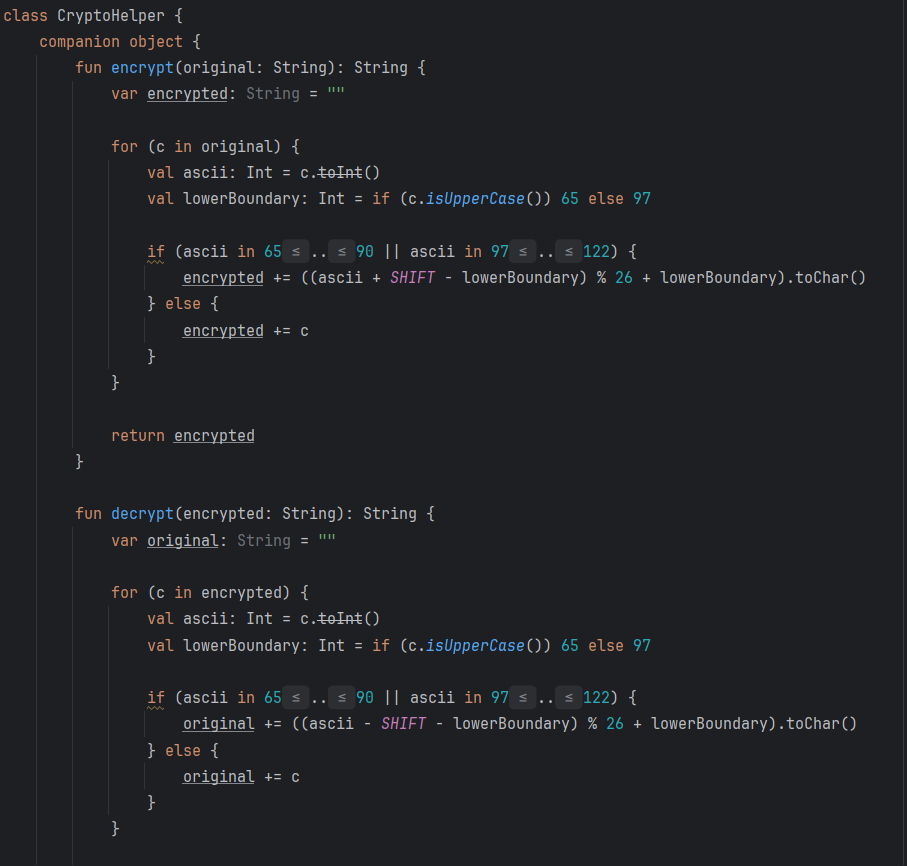 class CryptoHelper {
    companion object {
        fun encrypt(original: String): String {
            var encrypted: String = ""

            for (c in original) {
                val ascii: Int = c.toInt()
                val lowerBoundary: Int = if (c.isUpperCase()) 65 else 97

                if (ascii in 65 ≤ .. ≤ 90 || ascii in 97 ≤ .. ≤ 122) {
                    encrypted += ((ascii + SHIFT - lowerBoundary) % 26 + lowerBoundary).toChar()
                } else {
                    encrypted += c
                }
            }

            return encrypted
        }

        fun decrypt(encrypted: String): String {
            var original: String = ""

            for (c in encrypted) {
                val ascii: Int = c.toInt()
                val lowerBoundary: Int = if (c.isUpperCase()) 65 else 97

                if (ascii in 65 ≤ .. ≤ 90 || ascii in 97 ≤ .. ≤ 122) {
                    original += ((ascii - SHIFT - lowerBoundary) % 26 + lowerBoundary).toChar()
                } else {
                    original += c
                }
            }